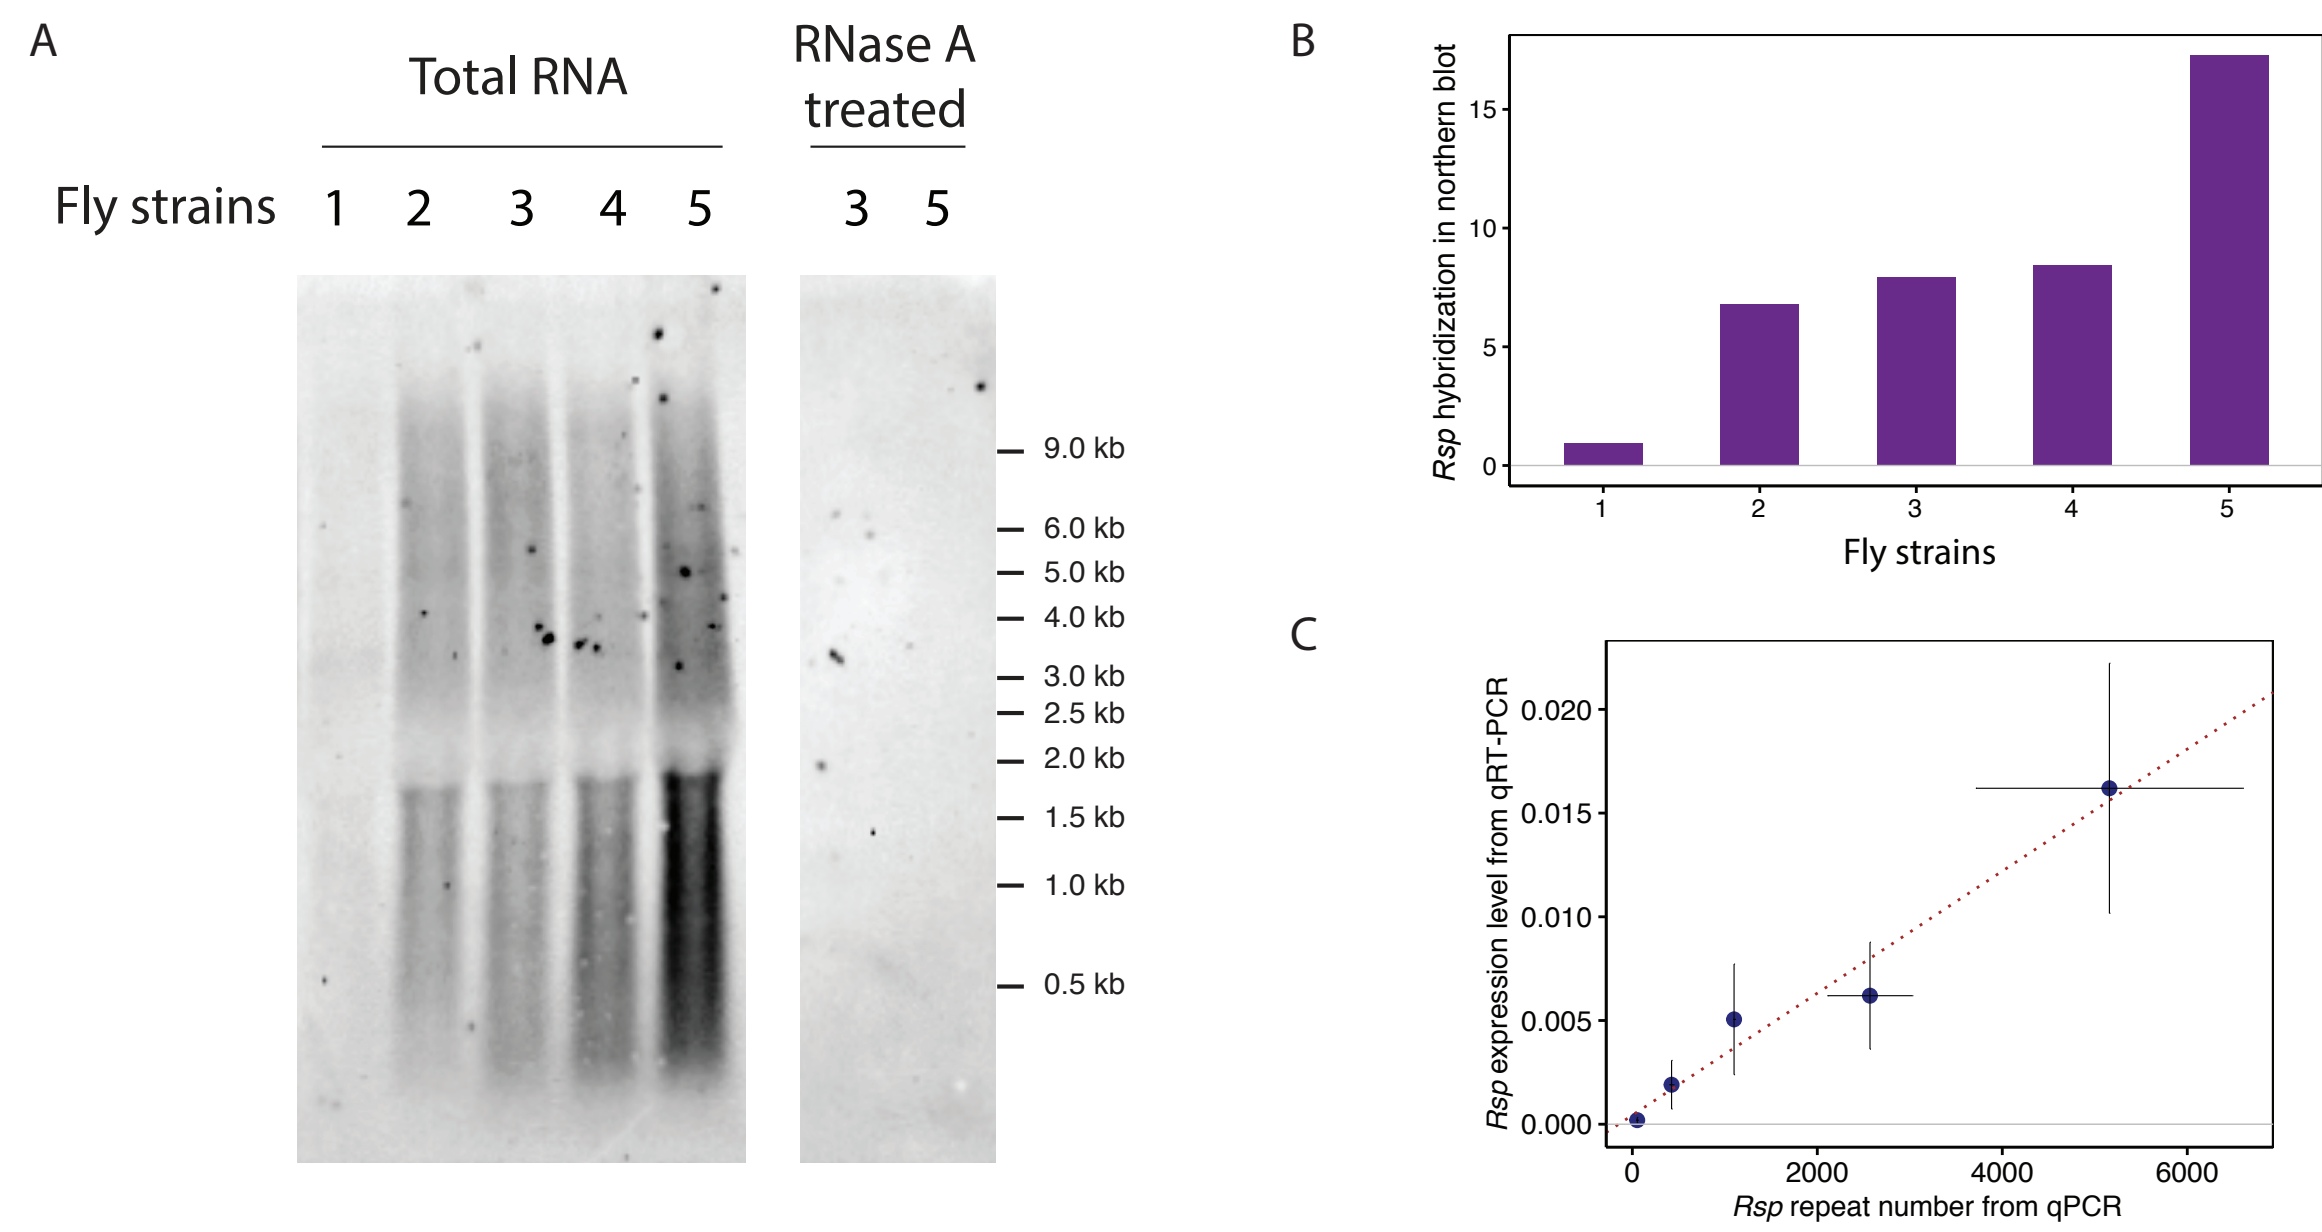 A
Total RNA
RNase A
treated
Fly strains 1 2 3 4 5 3 5
9.0 kb
6.0 kb
5.0 kb
4.0 kb
3.0 kb
2.5 kb
2.0 kb
1.5 kb
1.0 kb
0.5 kb
B
Rsp hybridization in northern blot
15
10
5
0
1 2 3 4 5
Fly strains
C
Rsp expression level from qRT-PCR
0.020
0.015
0.010
0.005
0.000
0 2000 4000 6000
Rsp repeat number from qPCR